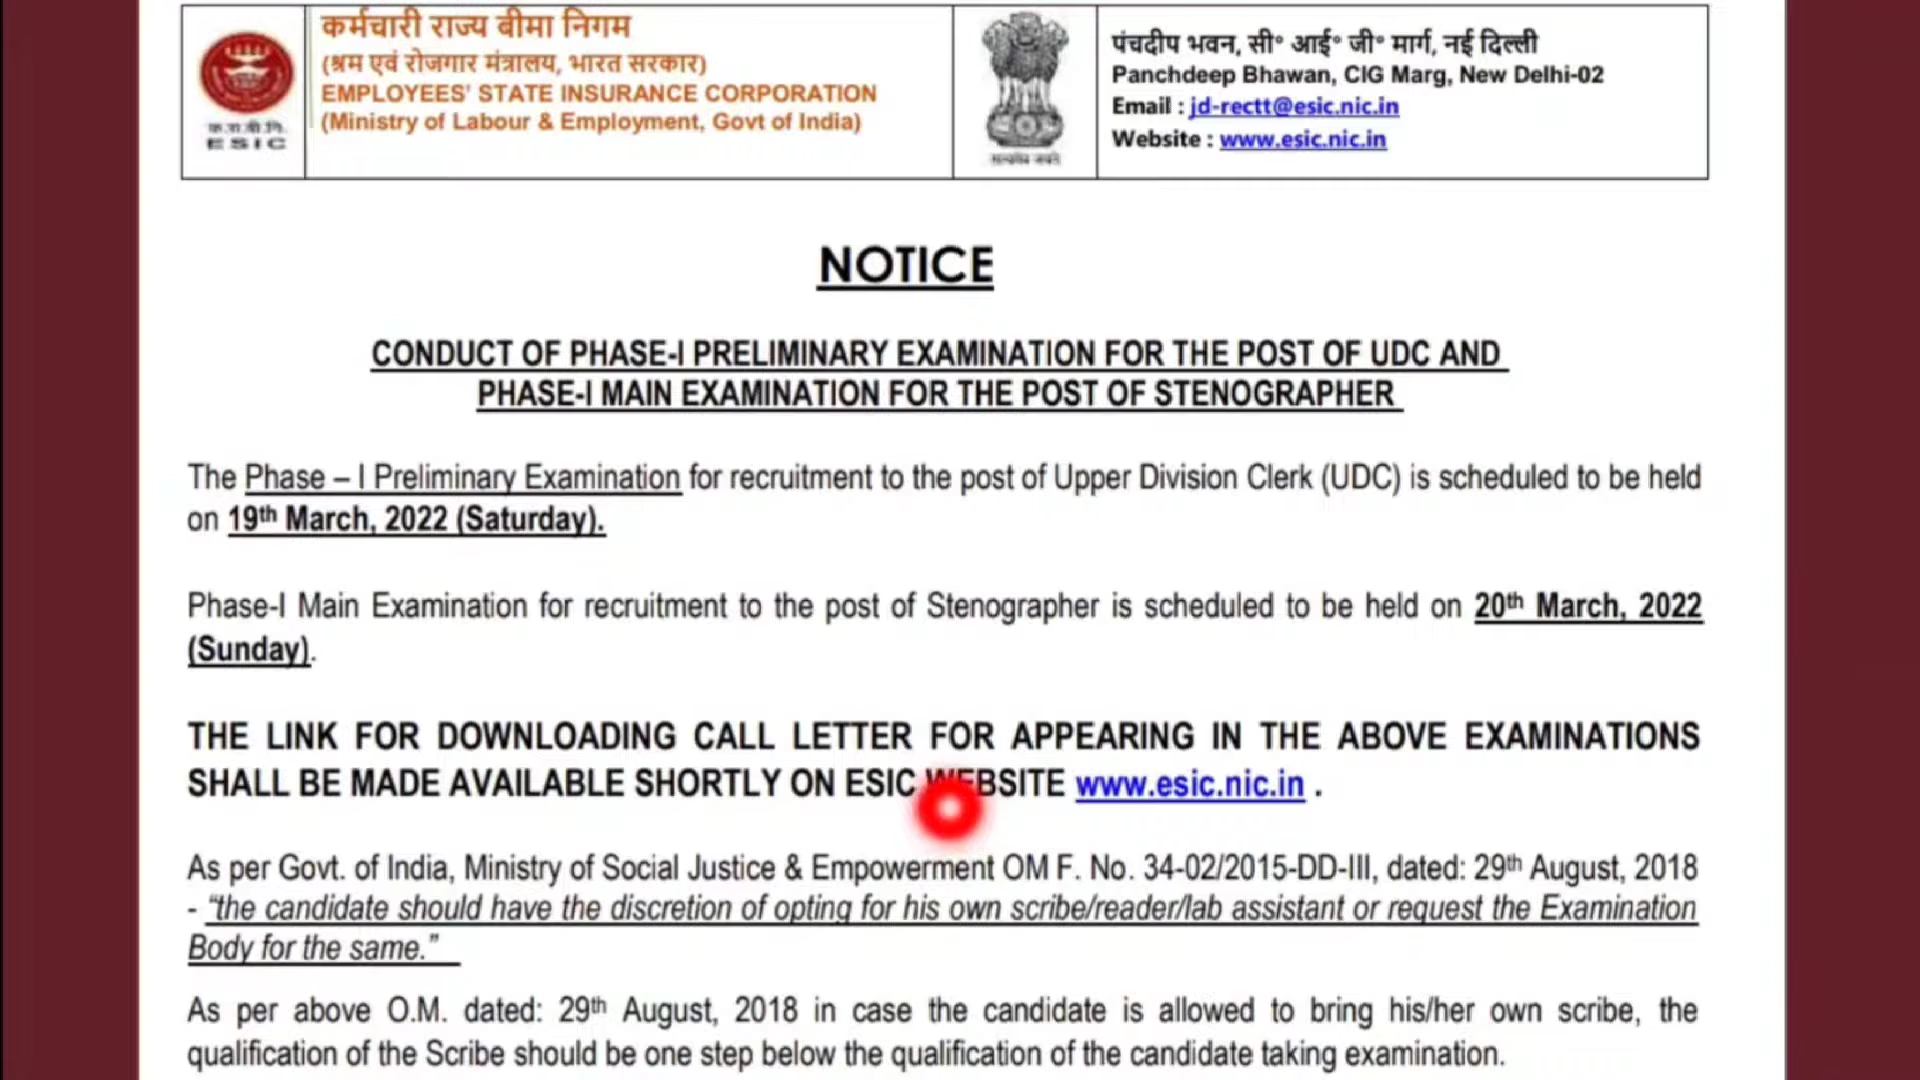 कर्मचारी राज्य बीमा निगम
(श्रम एवं रोजगार मंत्रालय, भारत सरकार)
EMPLOYEES' STATE INSURANCE CORPORATION
(Ministry of Labour & Employment, Govt of India)
क.रा.बी.नि.
ESIC
सत्यमेव जयते
पंचदीप भवन, सी॰ आई॰ जी॰ मार्ग, नई दिल्ली
Panchdeep Bhawan, CIG Marg, New Delhi-02
Email : jd-rectt@esic.nic.in
Website : www.esic.nic.in
NOTICE
CONDUCT OF PHASE-I PRELIMINARY EXAMINATION FOR THE POST OF UDC AND
PHASE-I MAIN EXAMINATION FOR THE POST OF STENOGRAPHER
The Phase – I Preliminary Examination for recruitment to the post of Upper Division Clerk (UDC) is scheduled to be held
on 19th March, 2022 (Saturday).
Phase-I Main Examination for recruitment to the post of Stenographer is scheduled to be held on 20th March, 2022
(Sunday).
THE LINK FOR DOWNLOADING CALL LETTER FOR APPEARING IN THE ABOVE EXAMINATIONS
SHALL BE MADE AVAILABLE SHORTLY ON ESIC WEBSITE www.esic.nic.in .
As per Govt. of India, Ministry of Social Justice & Empowerment OM F. No. 34-02/2015-DD-III, dated: 29th August, 2018
- “the candidate should have the discretion of opting for his own scribe/reader/lab assistant or request the Examination
Body for the same.”
As per above O.M. dated: 29th August, 2018 in case the candidate is allowed to bring his/her own scribe, the
qualification of the Scribe should be one step below the qualification of the candidate taking examination.